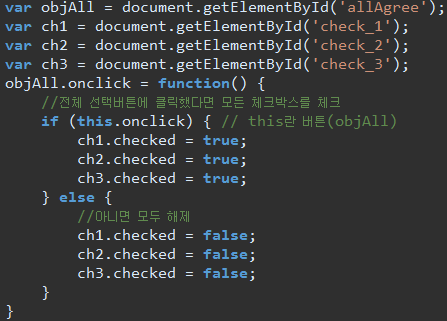 var objAll = document.getElementById('allAgree');
var ch1 = document.getElementById('check_1');
var ch2 = document.getElementById('check_2');
var ch3 = document.getElementById('check_3');
objAll.onclick = function() {
//전체 선택버튼에 클릭했다면 모든 체크박스를 체크
if (this.onclick) { // this란 버튼(objAll)
ch1.checked = true;
ch2.checked = true;
ch3.checked = true;
} else {
//아니면 모두 해제
ch1.checked = false;
ch2.checked = false;
ch3.checked = false;
}
}